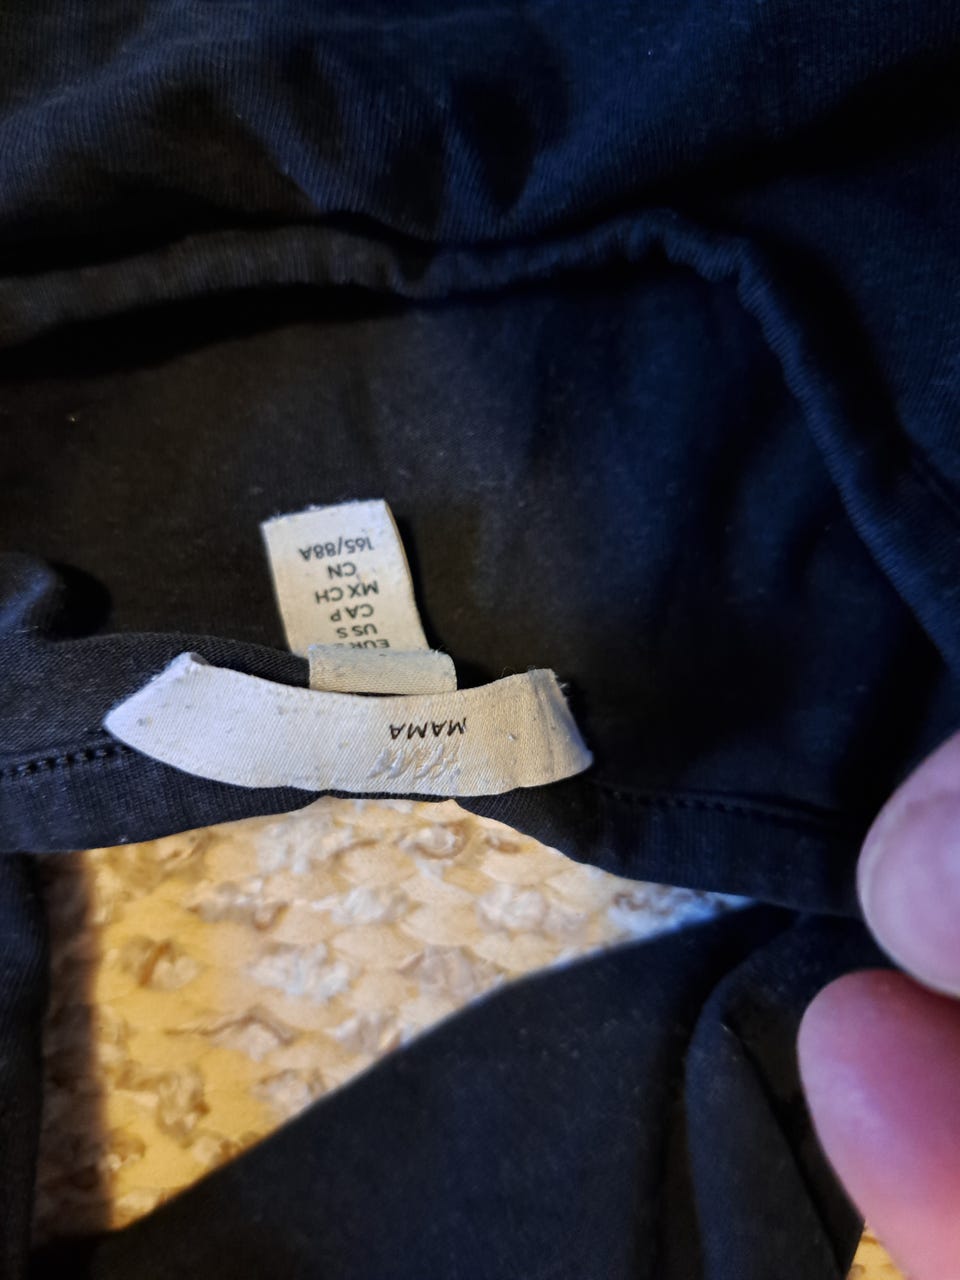 H&M
MAMA
EUR
US S
CA P
MX CH
CN
165/88A